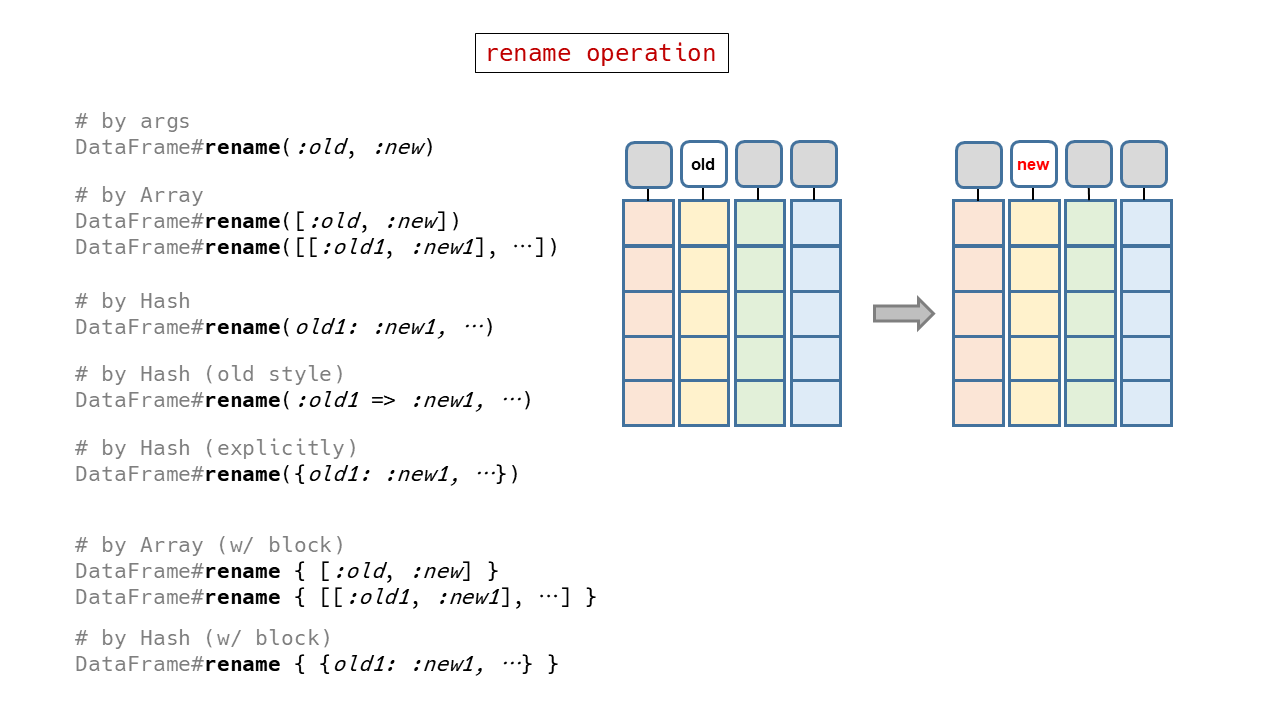 rename operation
# by args
DataFrame#rename(:old, :new)
# by Array
DataFrame#rename([:old, :new])
DataFrame#rename([[:old1, :new1], …])
# by Hash
DataFrame#rename(old1: :new1, …)
# by Hash (old style)
DataFrame#rename(:old1 => :new1, …)
# by Hash (explicitly)
DataFrame#rename({old1: :new1, …})
# by Array (w/ block)
DataFrame#rename { [:old, :new] }
DataFrame#rename { [[:old1, :new1], …] }
# by Hash (w/ block)
DataFrame#rename { {old1: :new1, …} }
old
new